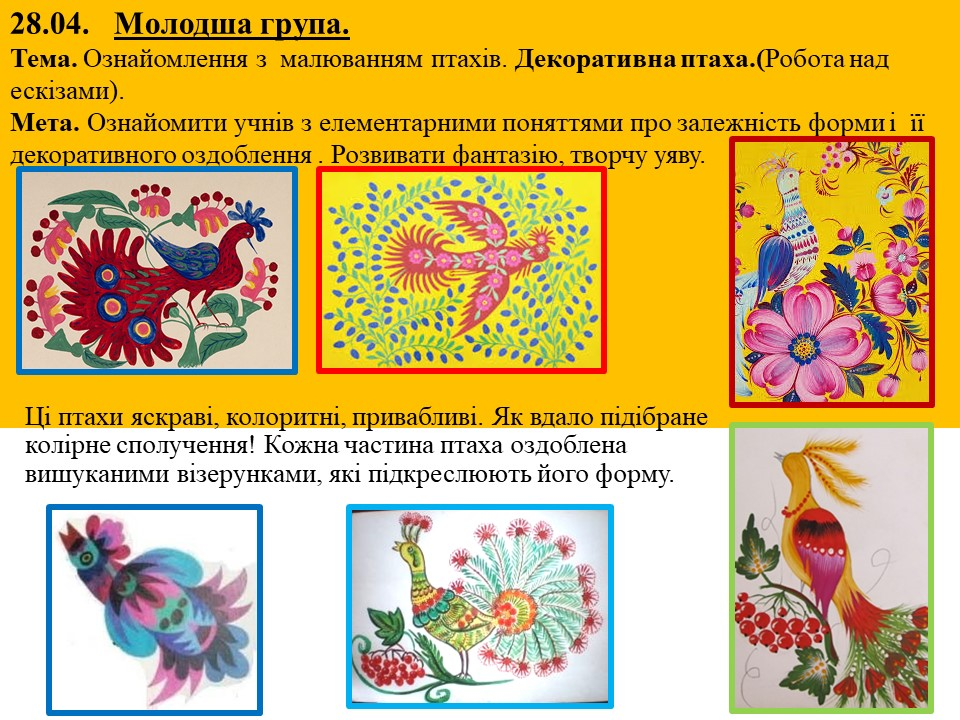 28.04. Молодша група.
Тема. Ознайомлення з малюванням птахів. Декоративна птаха.(Робота над
ескізами).
Мета. Ознайомити учнів з елементарними поняттями про залежність форми і її
декоративного оздоблення . Розвивати фантазію, творчу уяву.
Ці птахи яскраві, колоритні, привабливі. Як вдало підібране
колірне сполучення! Кожна частина птаха оздоблена
вишуканими візерунками, які підкреслюють його форму.